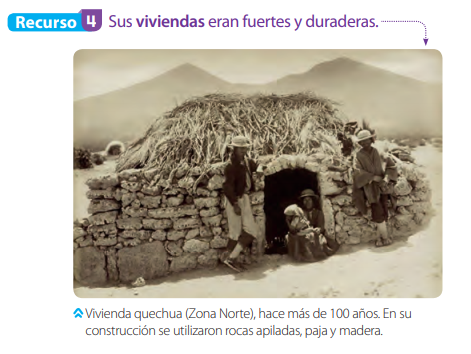 Recurso 4 Sus viviendas eran fuertes y duraderas.
Vivienda quechua (Zona Norte), hace más de 100 años. En su
construcción se utilizaron rocas apiladas, paja y madera.